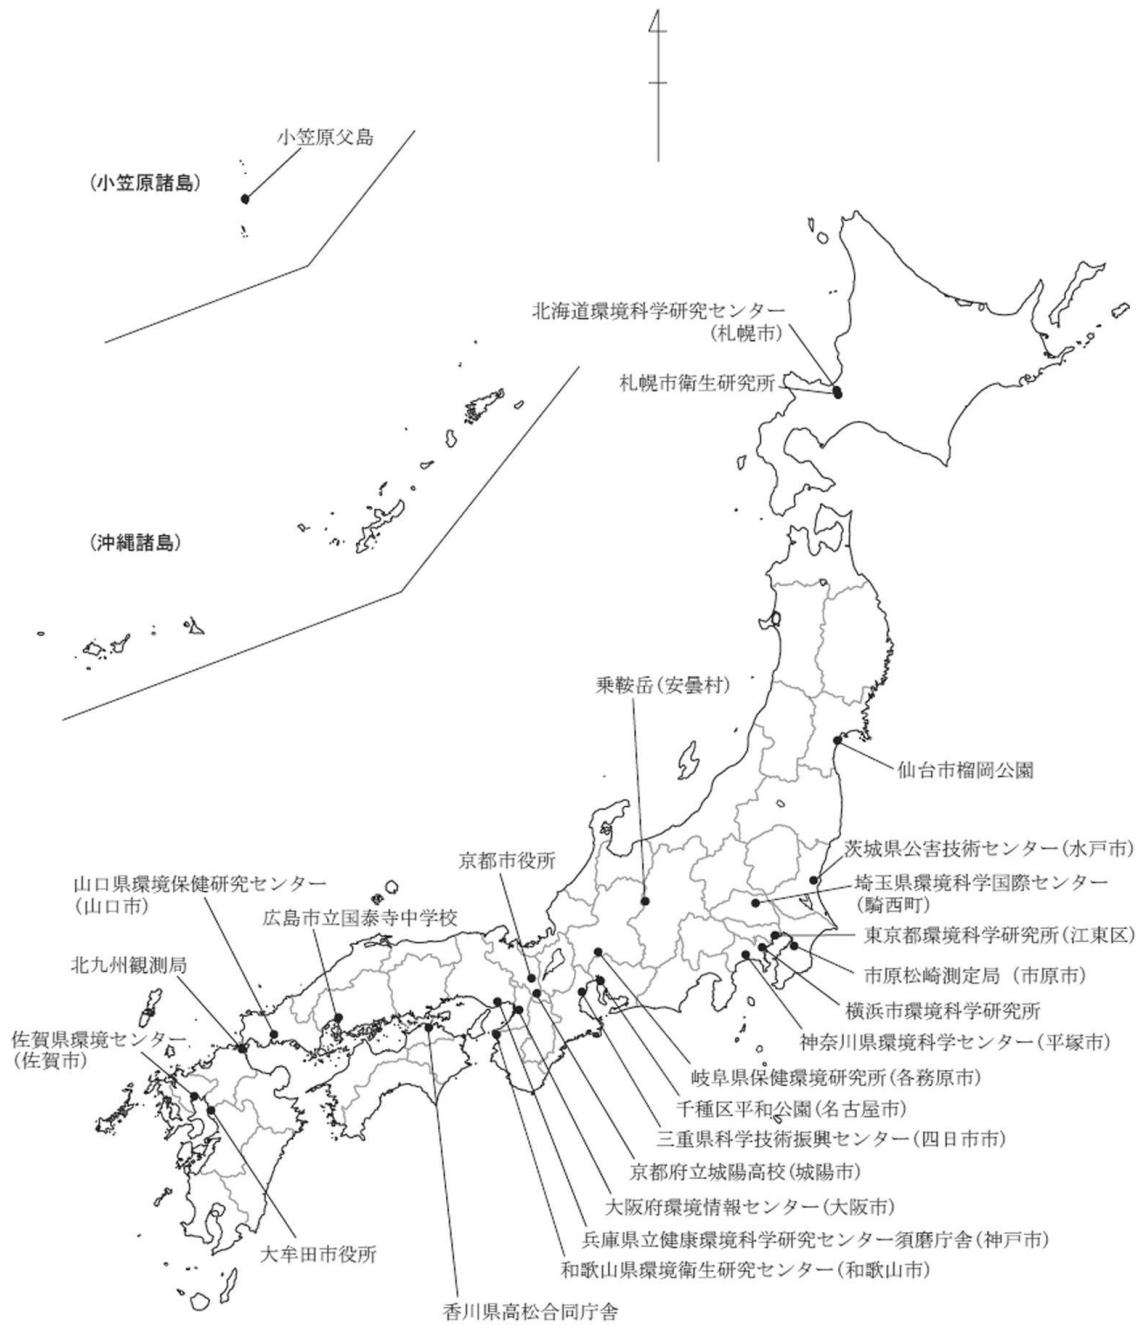 小笠原父島
(小笠原諸島)
北海道環境科学研究センター
(札幌市)
札幌市衛生研究所
(沖縄諸島)
乗鞍岳(安曇村)
仙台市榴岡公園
京都市役所
茨城県公害技術センター(水戸市)
山口県環境保健研究センター
(山口市)
埼玉県環境科学国際センター
(騎西町)
広島市立国泰寺中学校
東京都環境科学研究所(江東区)
北九州観測局
市原松崎測定局 (市原市)
横浜市環境科学研究所
佐賀県環境センター
(佐賀市)
神奈川県環境科学センター(平塚市)
岐阜県保健環境研究所(各務原市)
千種区平和公園(名古屋市)
三重県科学技術振興センター(四日市市)
京都府立城陽高校(城陽市)
大阪府環境情報センター(大阪市)
兵庫県立健康環境科学研究センター須磨庁舎(神戸市)
大牟田市役所
和歌山県環境衛生研究センター(和歌山市)
香川県高松合同庁舎